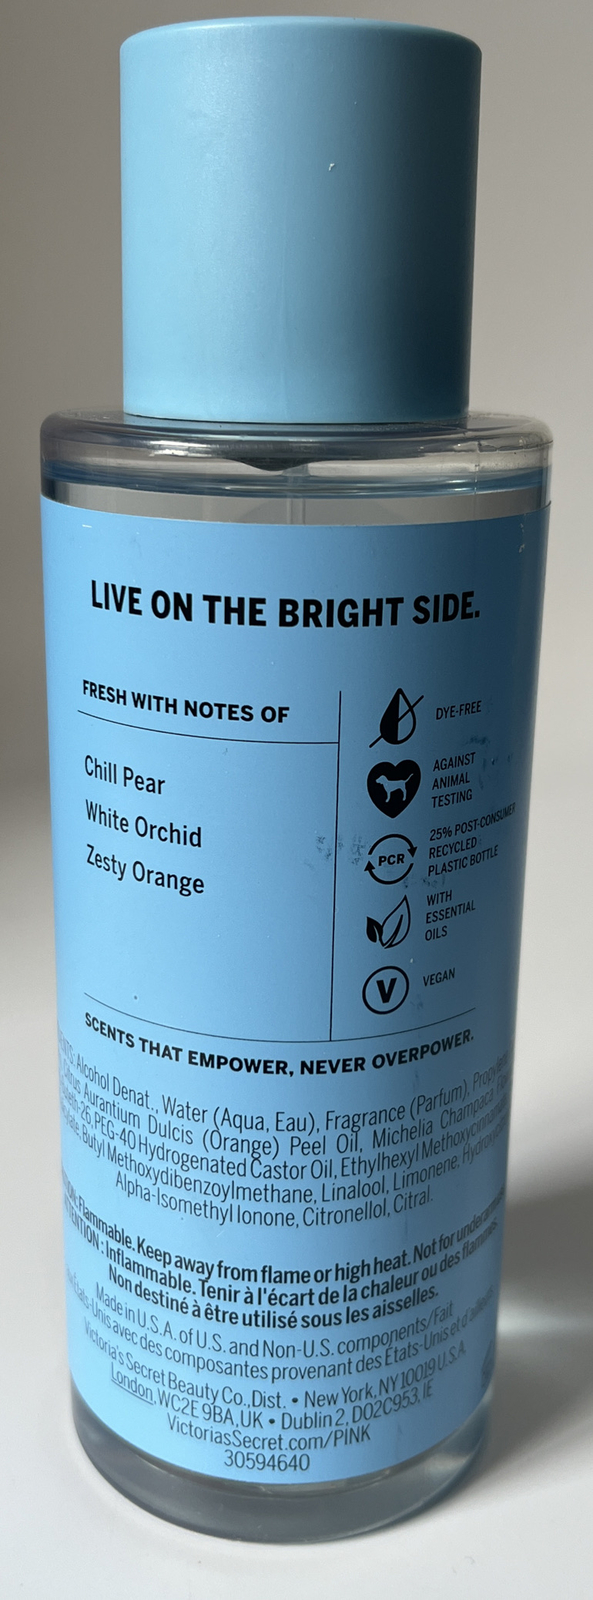 LIVE ON THE BRIGHT SIDE.
FRESH WITH NOTES OF
Chill Pear
White Orchid
Zesty Orange
DYE-FREE
AGAINST
ANIMAL
TESTING
PCR
25% POST-CONSUMER
RECYCLED
PLASTIC BOTTLE
WITH
ESSENTIAL
OILS
V
VEGAN
SCENTS THAT EMPOWER, NEVER OVERPOWER.
Alcohol Denat., Water (Aqua, Eau), Fragrance (Parfum),
Citrus Aurantium Dulcis (Orange) Peel Oil, Michelia Champaca
PEG-40 Hydrogenated Castor Oil, Ethylhexyl
Butyl Methoxydibenzoylmethane, Linalool, Limonene,
Alpha-Isomethyl Ionone, Citronellol, Citral.
Flammable. Keep away from flame or high heat. Not for
: Inflammable. Tenir à l'écart de la chaleur ou des flammes.
Non destiné à être utilisé sous les aisselles.
Made in U.S.A. of U.S. and Non-U.S. components/Fait
États-Unis avec des composantes provenant des États-Unis et d'ailleurs
Victoria's Secret Beauty Co., Dist. • New York, NY 10019 U.S.A.
London, WC2E 9BA, UK • Dublin 2, D02C953, IE
VictoriasSecret.com/PINK
30594640